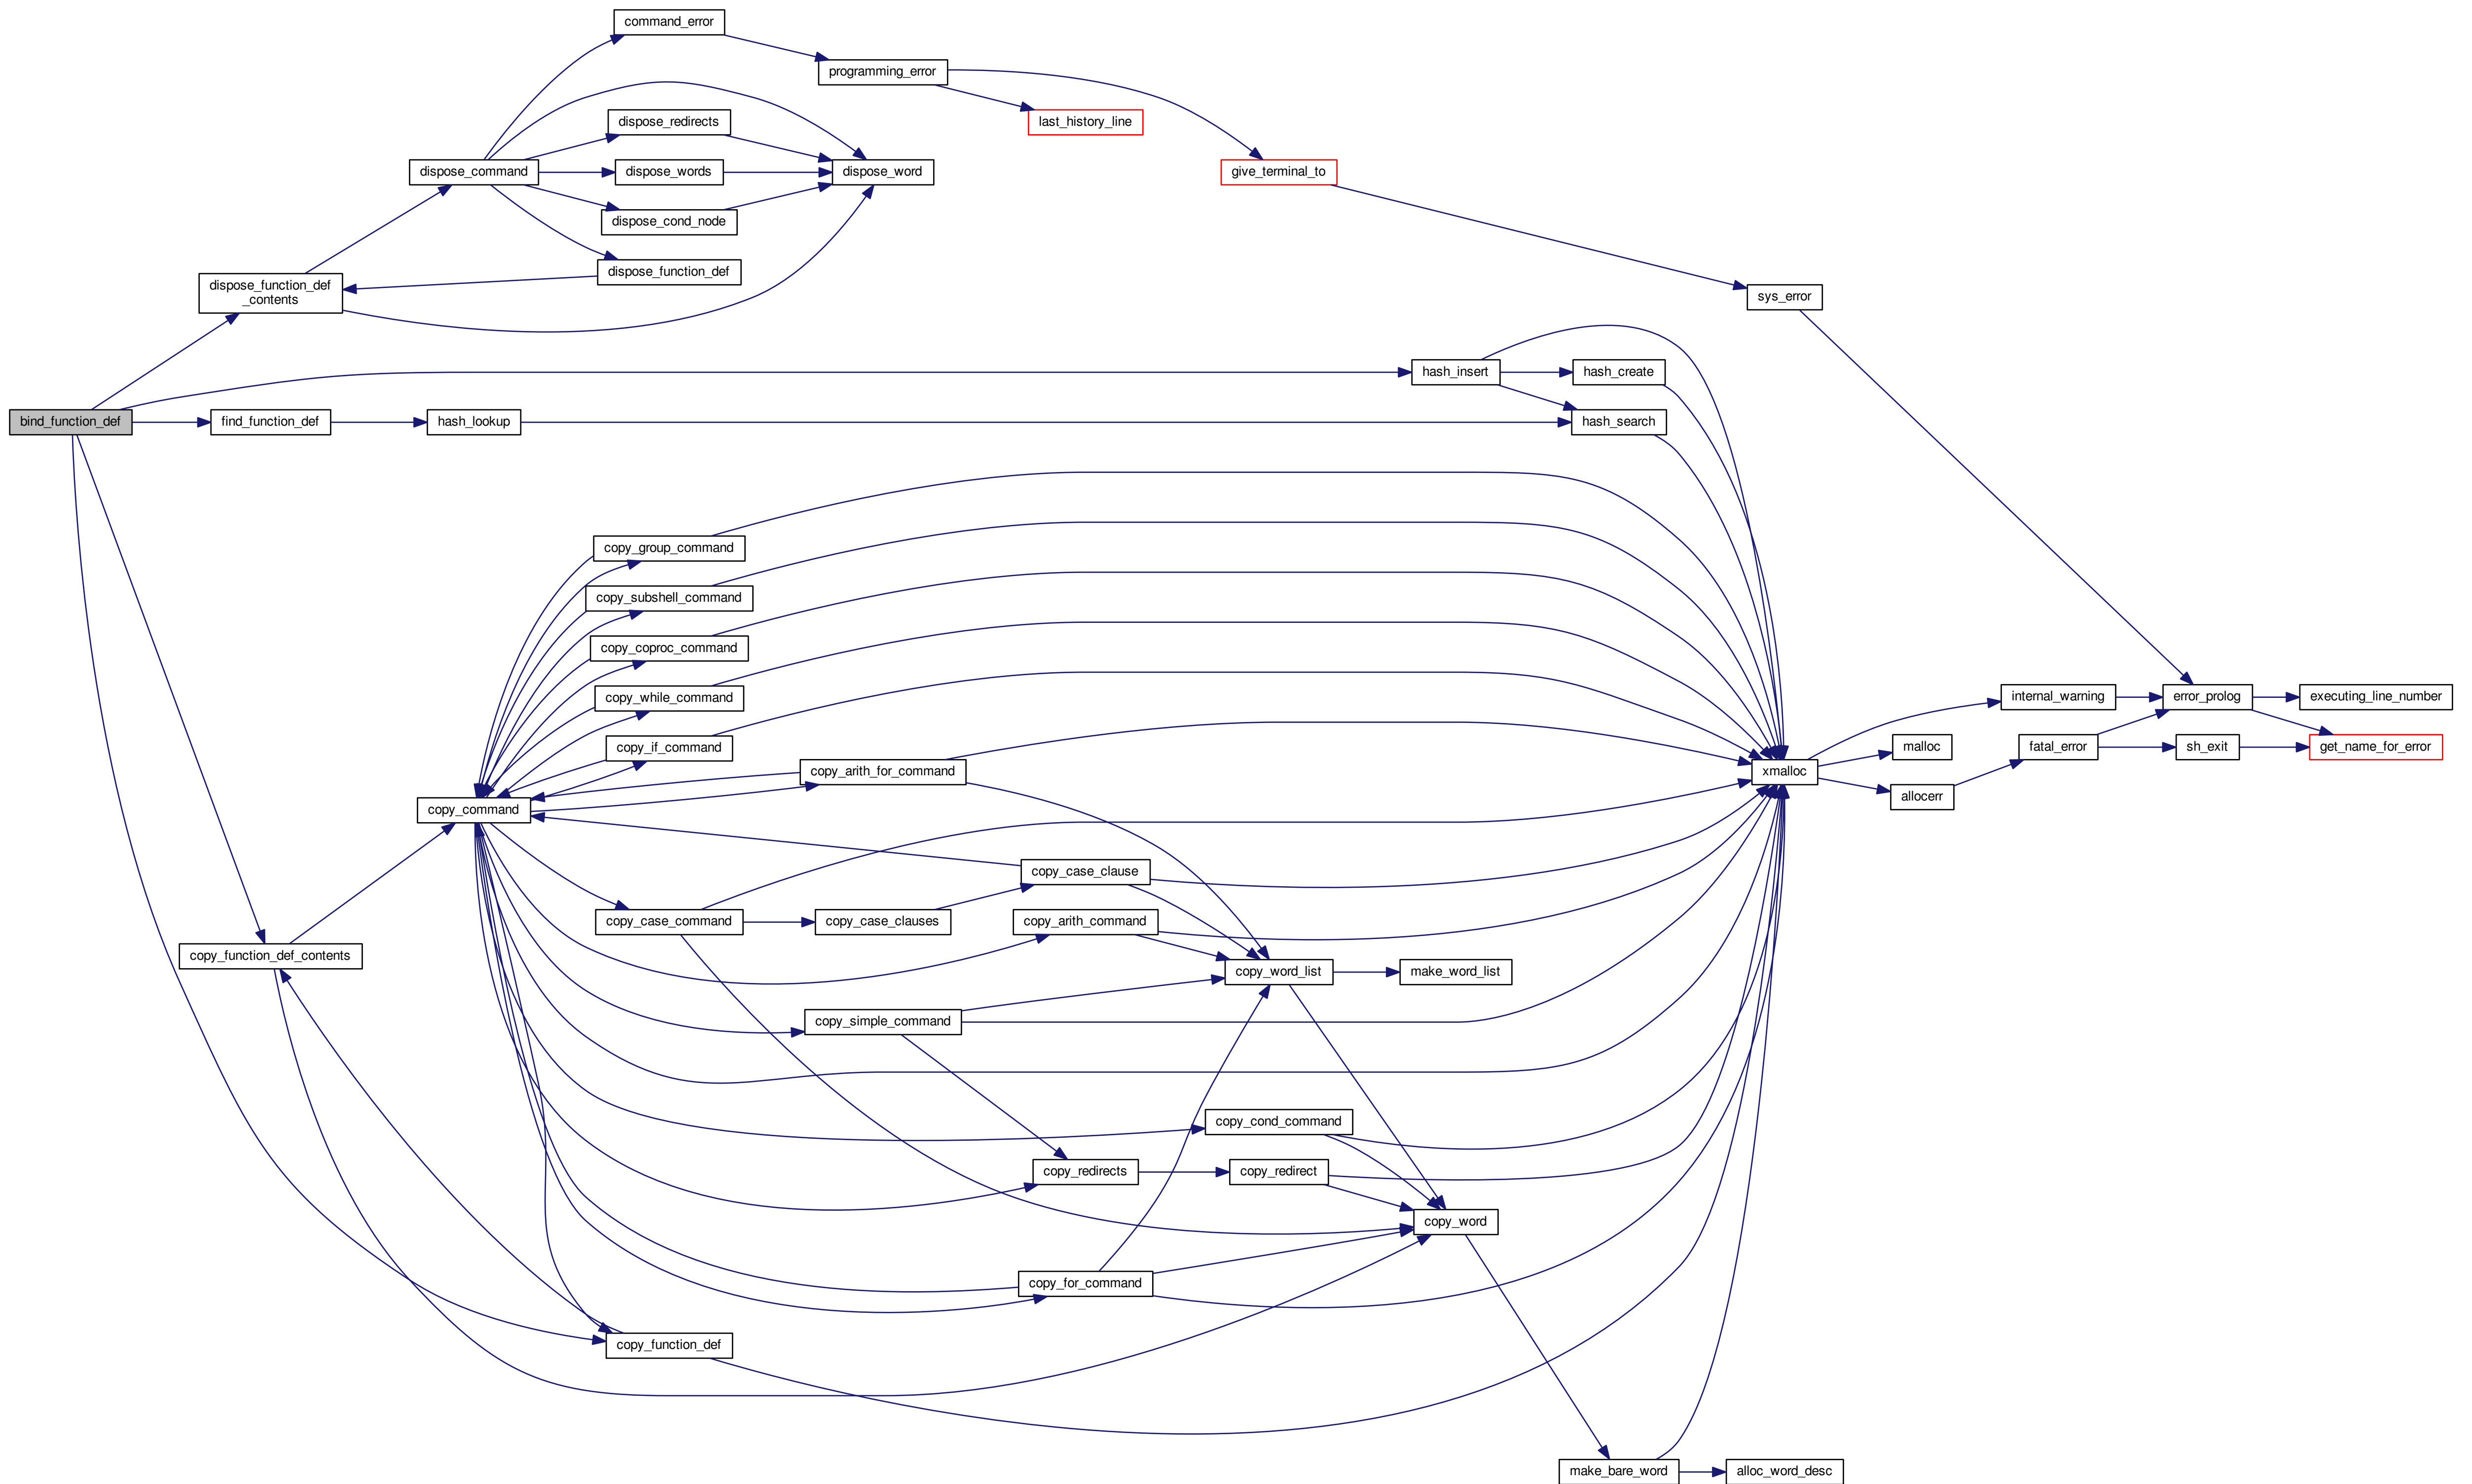 command_error
programming_error
dispose_redirects
last_history_line
dispose_command
dispose_words
dispose_word
give_terminal_to
dispose_cond_node
dispose_function_def
dispose_function_def
_contents
sys_error
hash_insert
hash_create
bind_function_def
find_function_def
hash_lookup
hash_search
copy_group_command
copy_subshell_command
copy_coproc_command
copy_while_command
internal_warning
error_prolog
executing_line_number
copy_if_command
malloc
fatal_error
sh_exit
get_name_for_error
copy_arith_for_command
xmalloc
allocerr
copy_command
copy_case_clause
copy_case_command
copy_case_clauses
copy_arith_command
copy_function_def_contents
copy_word_list
make_word_list
copy_simple_command
copy_cond_command
copy_redirects
copy_redirect
copy_word
copy_for_command
copy_function_def
make_bare_word
alloc_word_desc